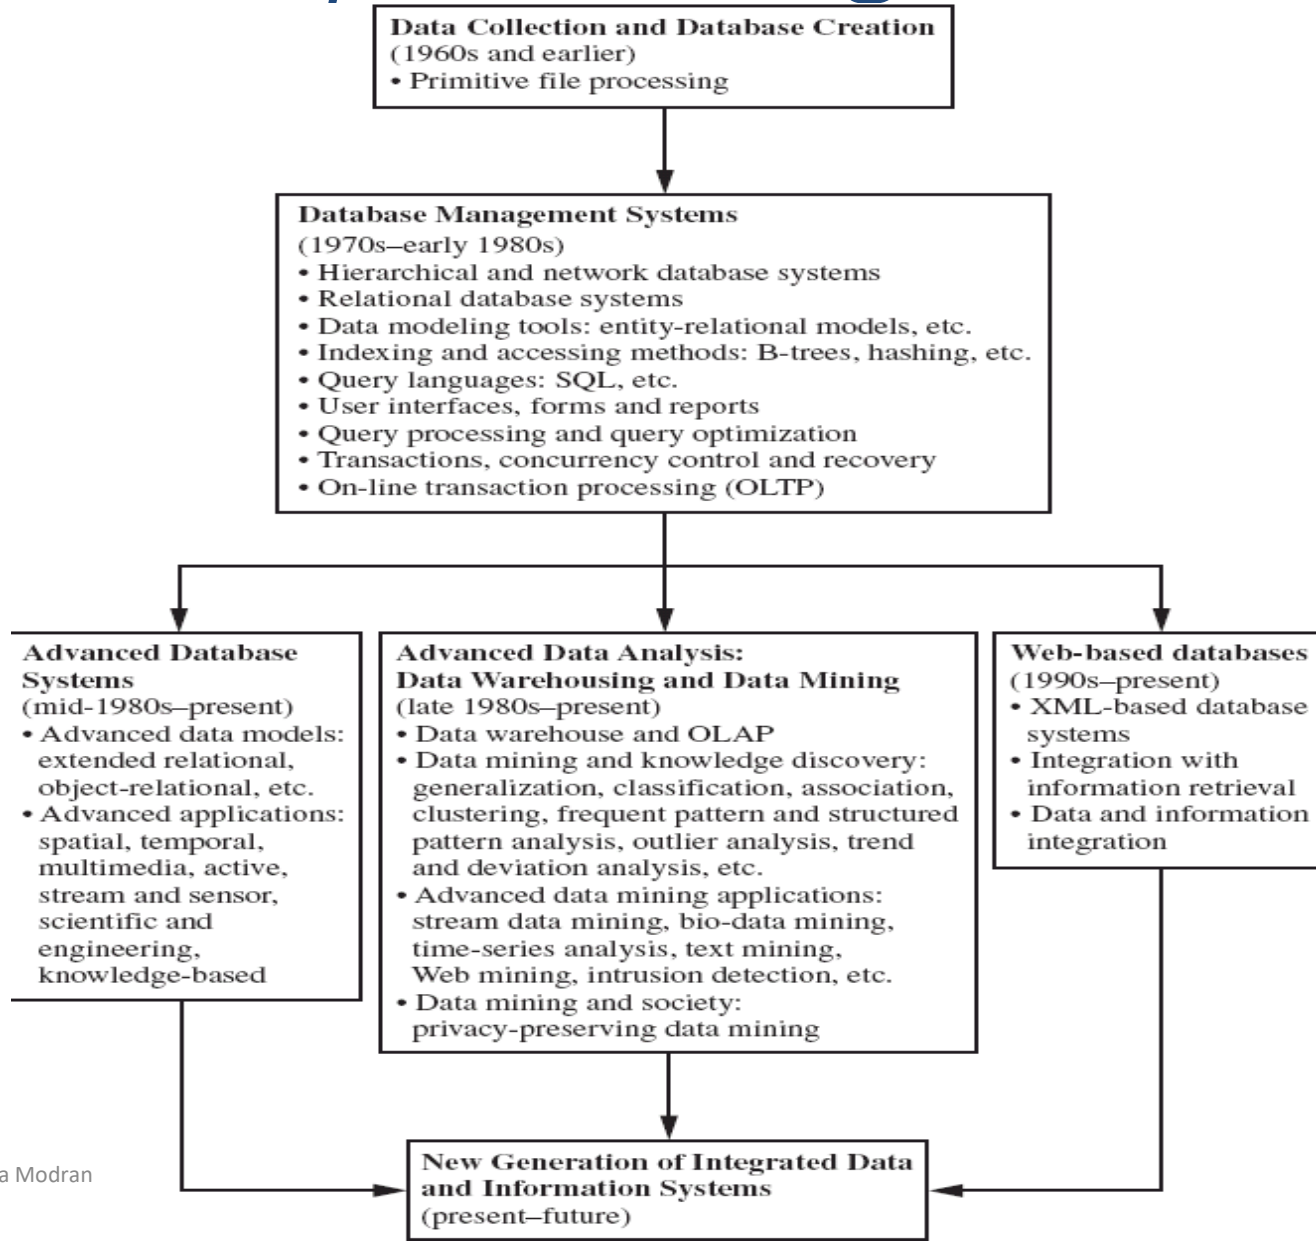 Data Collection and Database Creation
(1960s and earlier)
• Primitive file processing
Database Management Systems
(1970s–early 1980s)
• Hierarchical and network database systems
• Relational database systems
• Data modeling tools: entity-relational models, etc.
• Indexing and accessing methods: B-trees, hashing, etc.
• Query languages: SQL, etc.
• User interfaces, forms and reports
• Query processing and query optimization
• Transactions, concurrency control and recovery
• On-line transaction processing (OLTP)
Advanced Database
Systems
(mid-1980s–present)
• Advanced data models:
extended relational,
object-relational, etc.
• Advanced applications:
spatial, temporal,
multimedia, active,
stream and sensor,
scientific and
engineering,
knowledge-based
Advanced Data Analysis:
Data Warehousing and Data Mining
(late 1980s–present)
• Data warehouse and OLAP
• Data mining and knowledge discovery:
generalization, classification, association,
clustering, frequent pattern and structured
pattern analysis, outlier analysis, trend
and deviation analysis, etc.
• Advanced data mining applications:
stream data mining, bio-data mining,
time-series analysis, text mining,
Web mining, intrusion detection, etc.
• Data mining and society:
privacy-preserving data mining
Web-based databases
(1990s–present)
• XML-based database
systems
• Integration with
information retrieval
• Data and information
integration
New Generation of Integrated Data
and Information Systems
(present–future)
a Modran